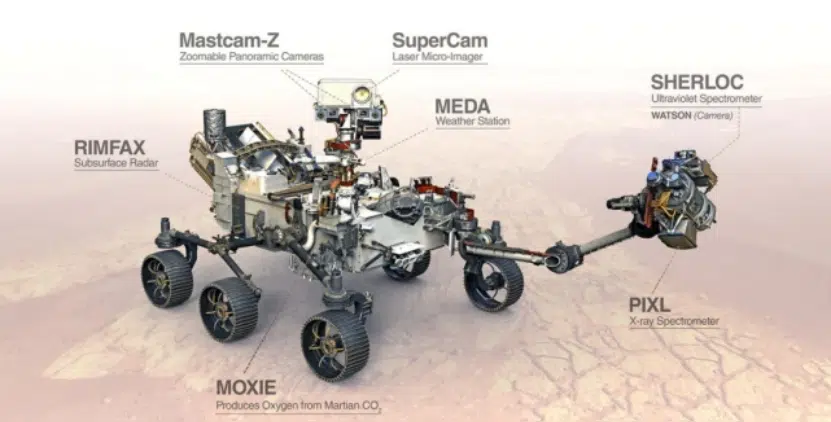 Mastcam-Z
Zoomable Panoramic Cameras
SuperCam
Laser Micro-Imager
SHERLOC
Ultraviolet Spectrometer
WATSON (Camera)
MEDA
Weather Station
RIMFAX
Subsurface Radar
PIXL
X-ray Spectrometer
MOXIE
Produces Oxygen from Martian CO₂